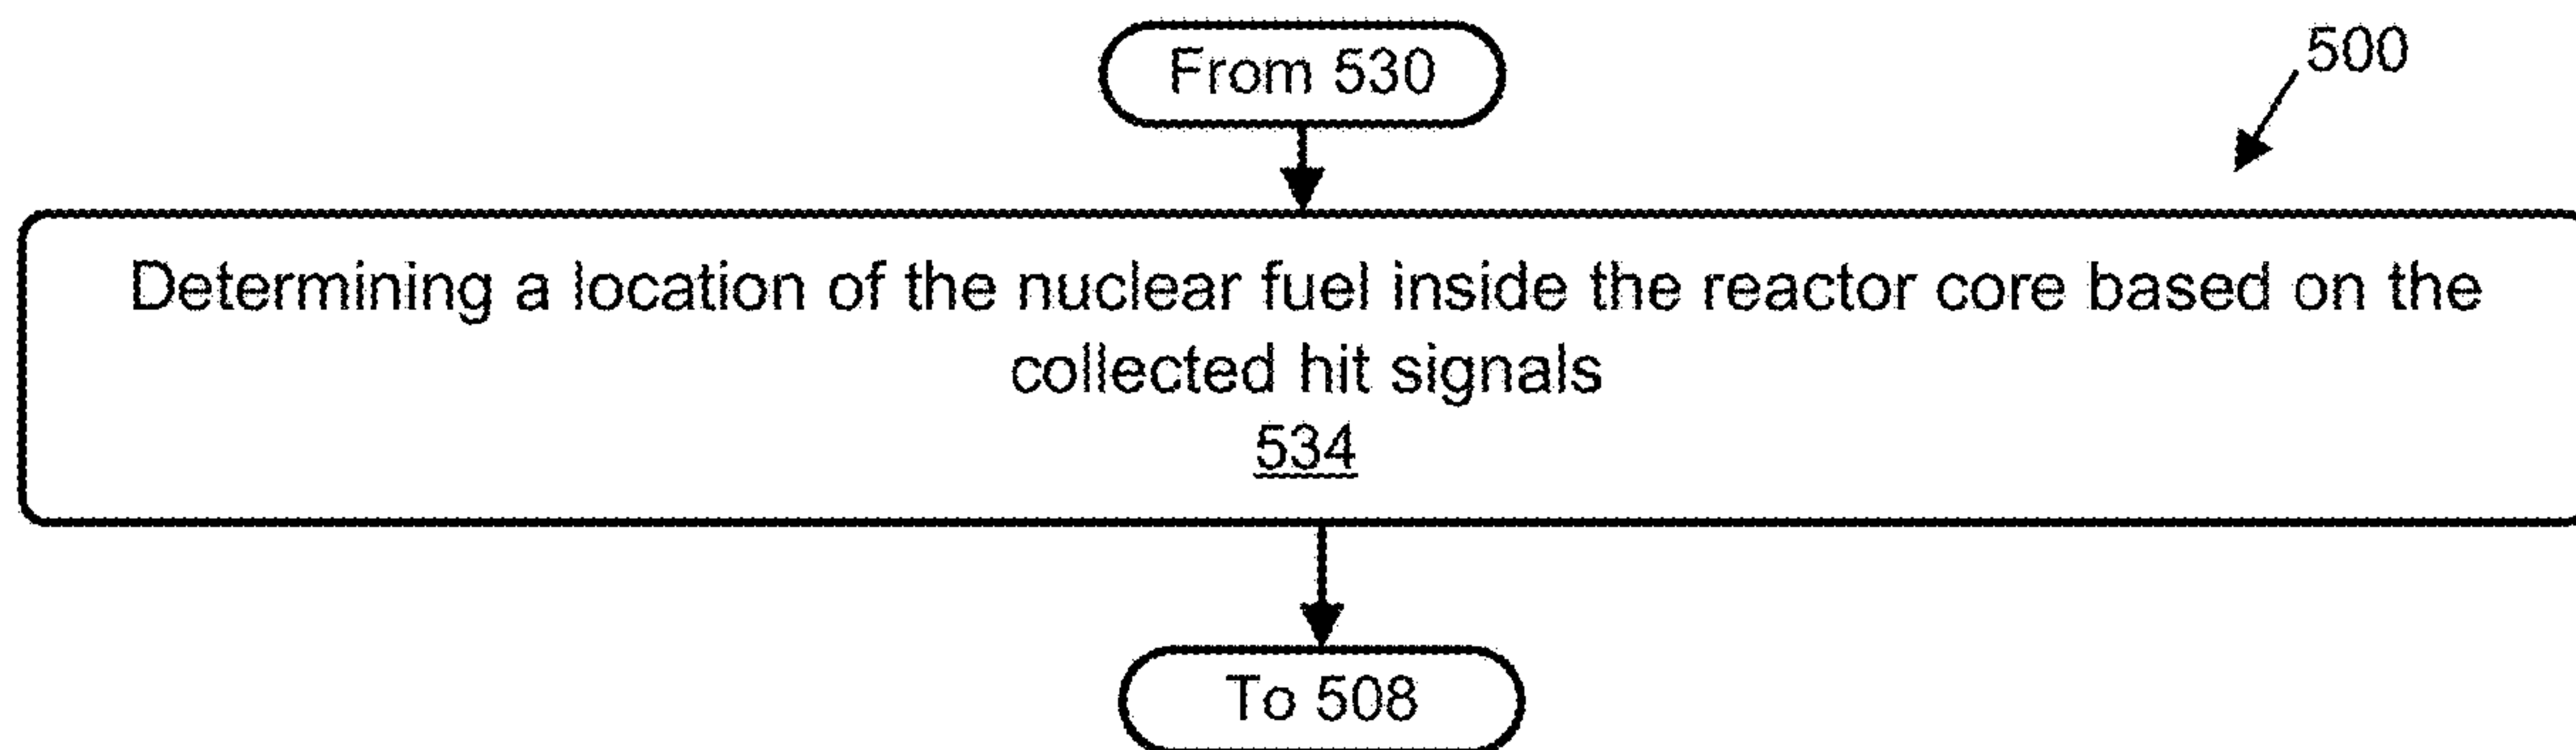 From 530
500
Determining a location of the nuclear fuel inside the reactor core based on the
collected hit signals
534
To 508